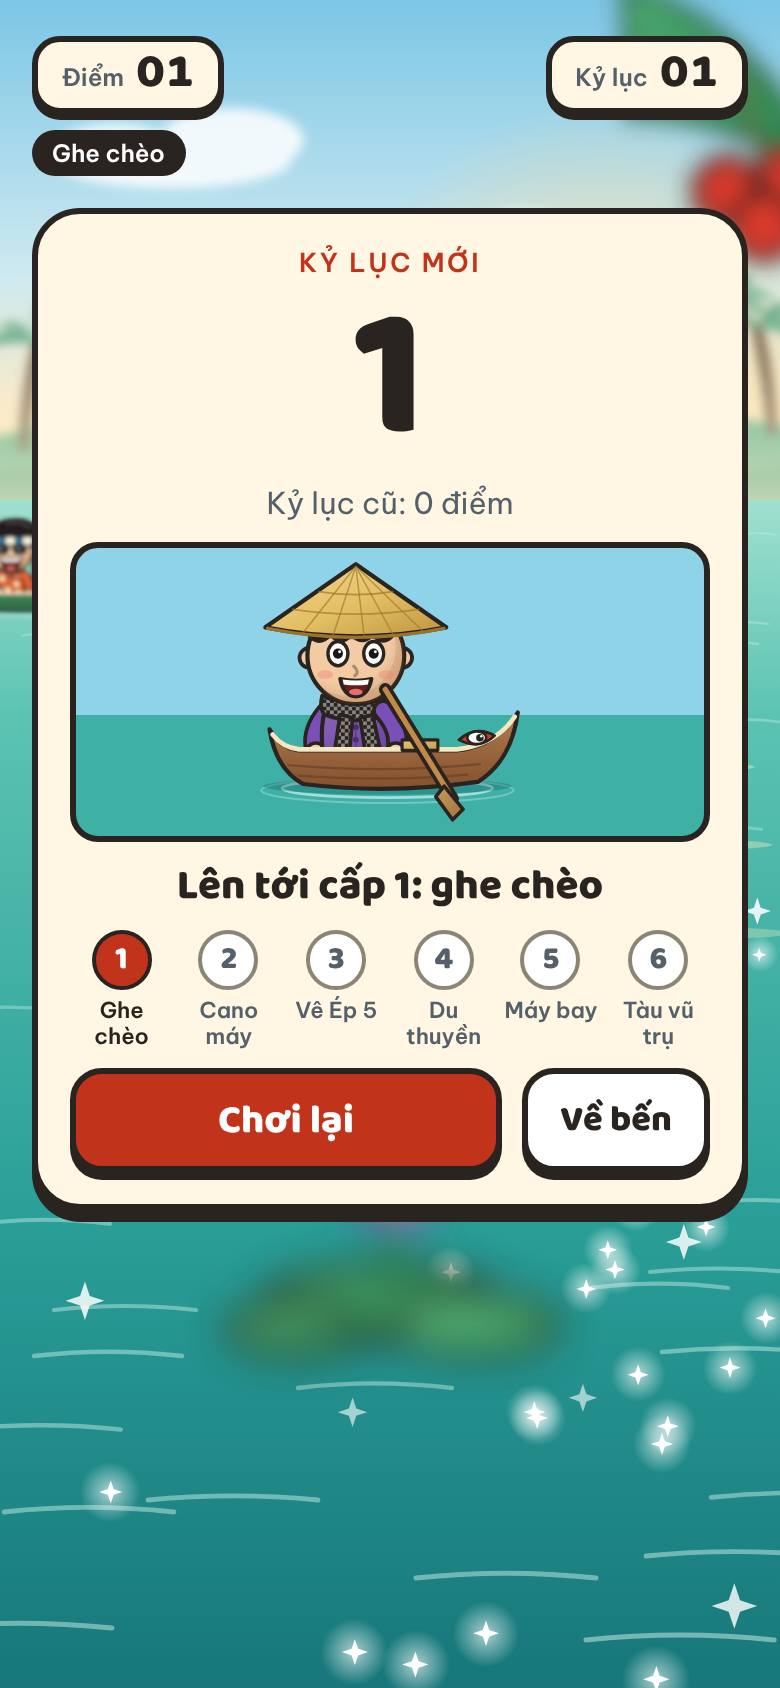 Điểm 01
Kỷ lục 01
Ghe chèo
KỶ LỤC MỚI
1
Kỷ lục cũ: 0 điểm
Lên tới cấp 1: ghe chèo
1 2 3 4 5 6
Ghe chèo
Cano máy
Vê Ép 5
Du thuyền
Máy bay
Tàu vũ trụ
Chơi lại
Về bến